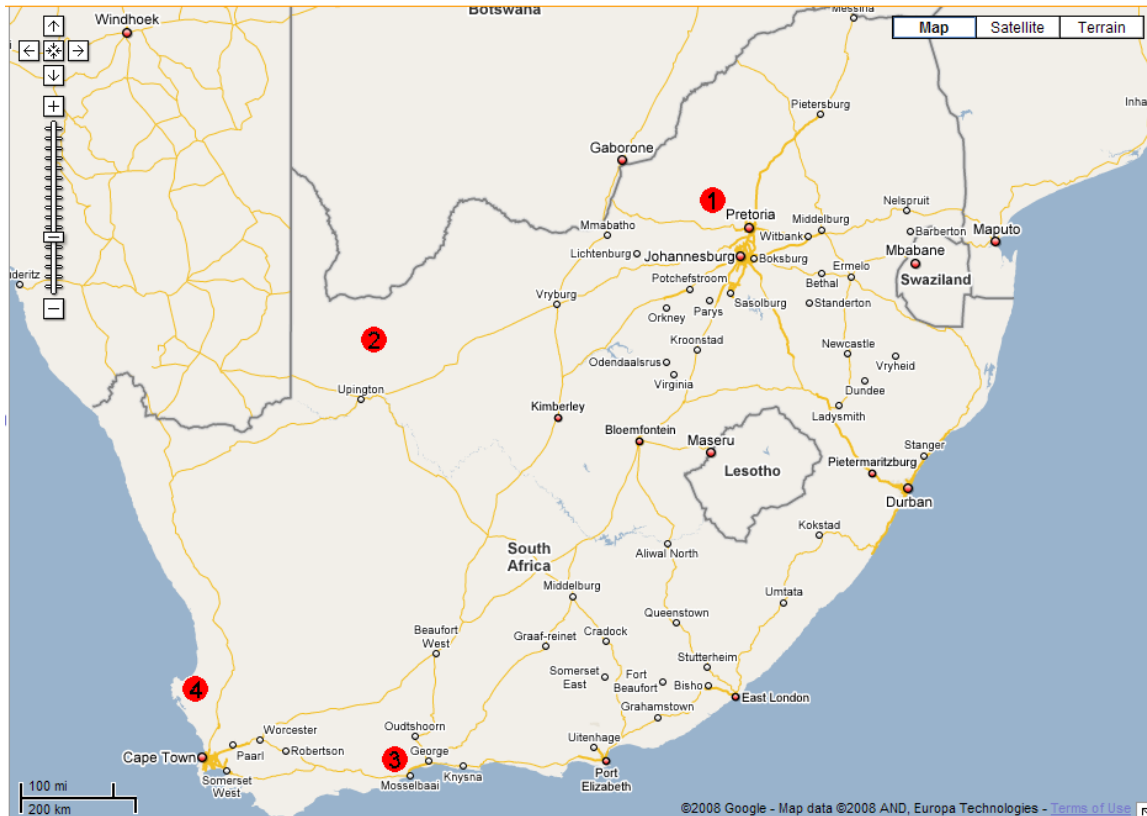 Botswana
Messina
Windhoek
Map
Satellite
Terrain
Pietersburg
Inha
Gaborone
1
Nelspruit
Pretoria
Middelburg
Mmabatho
Witbank
Barberton
Maputo
Lichtenburg
Johannesburg
Boksburg
Mbabane
Ermelo
Potchefstroom
Bethal
Swaziland
uderitz
Vryburg
Sasolburg
Standerton
Orkney
Parys
2
Kroonstad
Newcastle
Odendaalsrus
Vryheid
Virginia
Upington
Dundee
Kimberley
Ladysmith
Bloemfontein
Maseru
Stanger
Lesotho
Pietermaritzburg
Durban
Kokstad
South
Africa
Aliwal North
Middelburg
Umtata
Queenstown
Beaufort
West
Graaf-reinet
Cradock
Stutterheim
Somerset
East
Fort
Beaufort
Bisho
4
East London
Grahamstown
Oudtshoorn
Worcester
Uitenhage
Cape Town
Paarl
Robertson
3
George
Somerset
West
Mosselbaai
Knysna
Port
Elizabeth
100 mi
200 km
©2008 Google - Map data ©2008 AND, Europa Technologies - Terms of Use